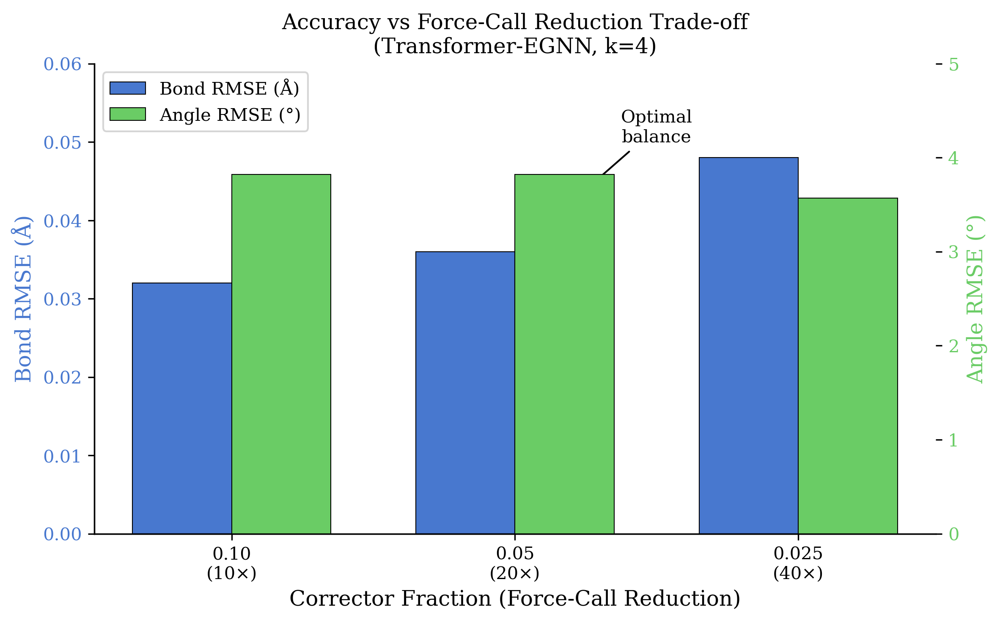 Accuracy vs Force-Call Reduction Trade-off
(Transformer-EGNN, k=4)
Bond RMSE (Å)
Angle RMSE (°)
Optimal
balance
Bond RMSE (Å)
0.06
0.05
0.04
0.03
0.02
0.01
0.00
5
4
3
2
1
0
Angle RMSE (°)
0.10
(10×)
0.05
(20×)
0.025
(40×)
Corrector Fraction (Force-Call Reduction)